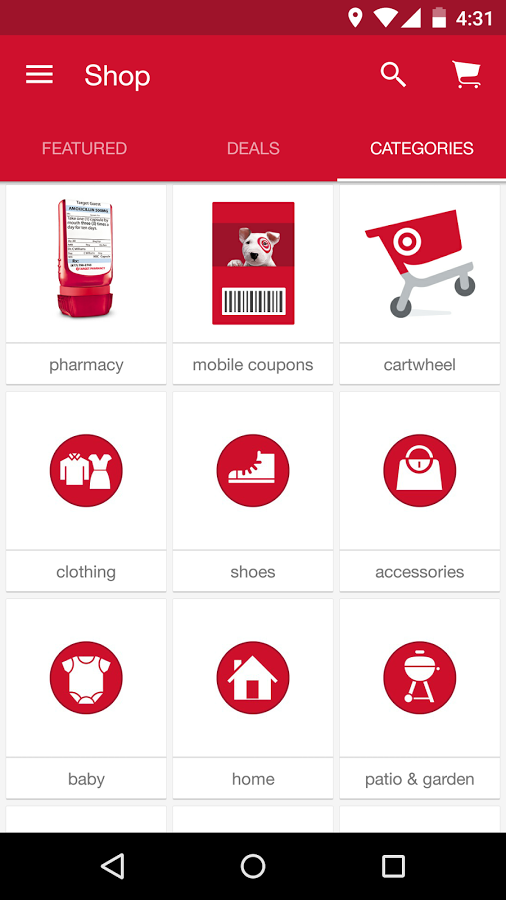 4:31
Shop
FEATURED
DEALS
CATEGORIES
Target Guest
AMOXICILLIN 500MG
Take one (1) capsule by
mouth three (3) times a
day for ten days.
pharmacy
mobile coupons
cartwheel
clothing
shoes
accessories
baby
home
patio & garden